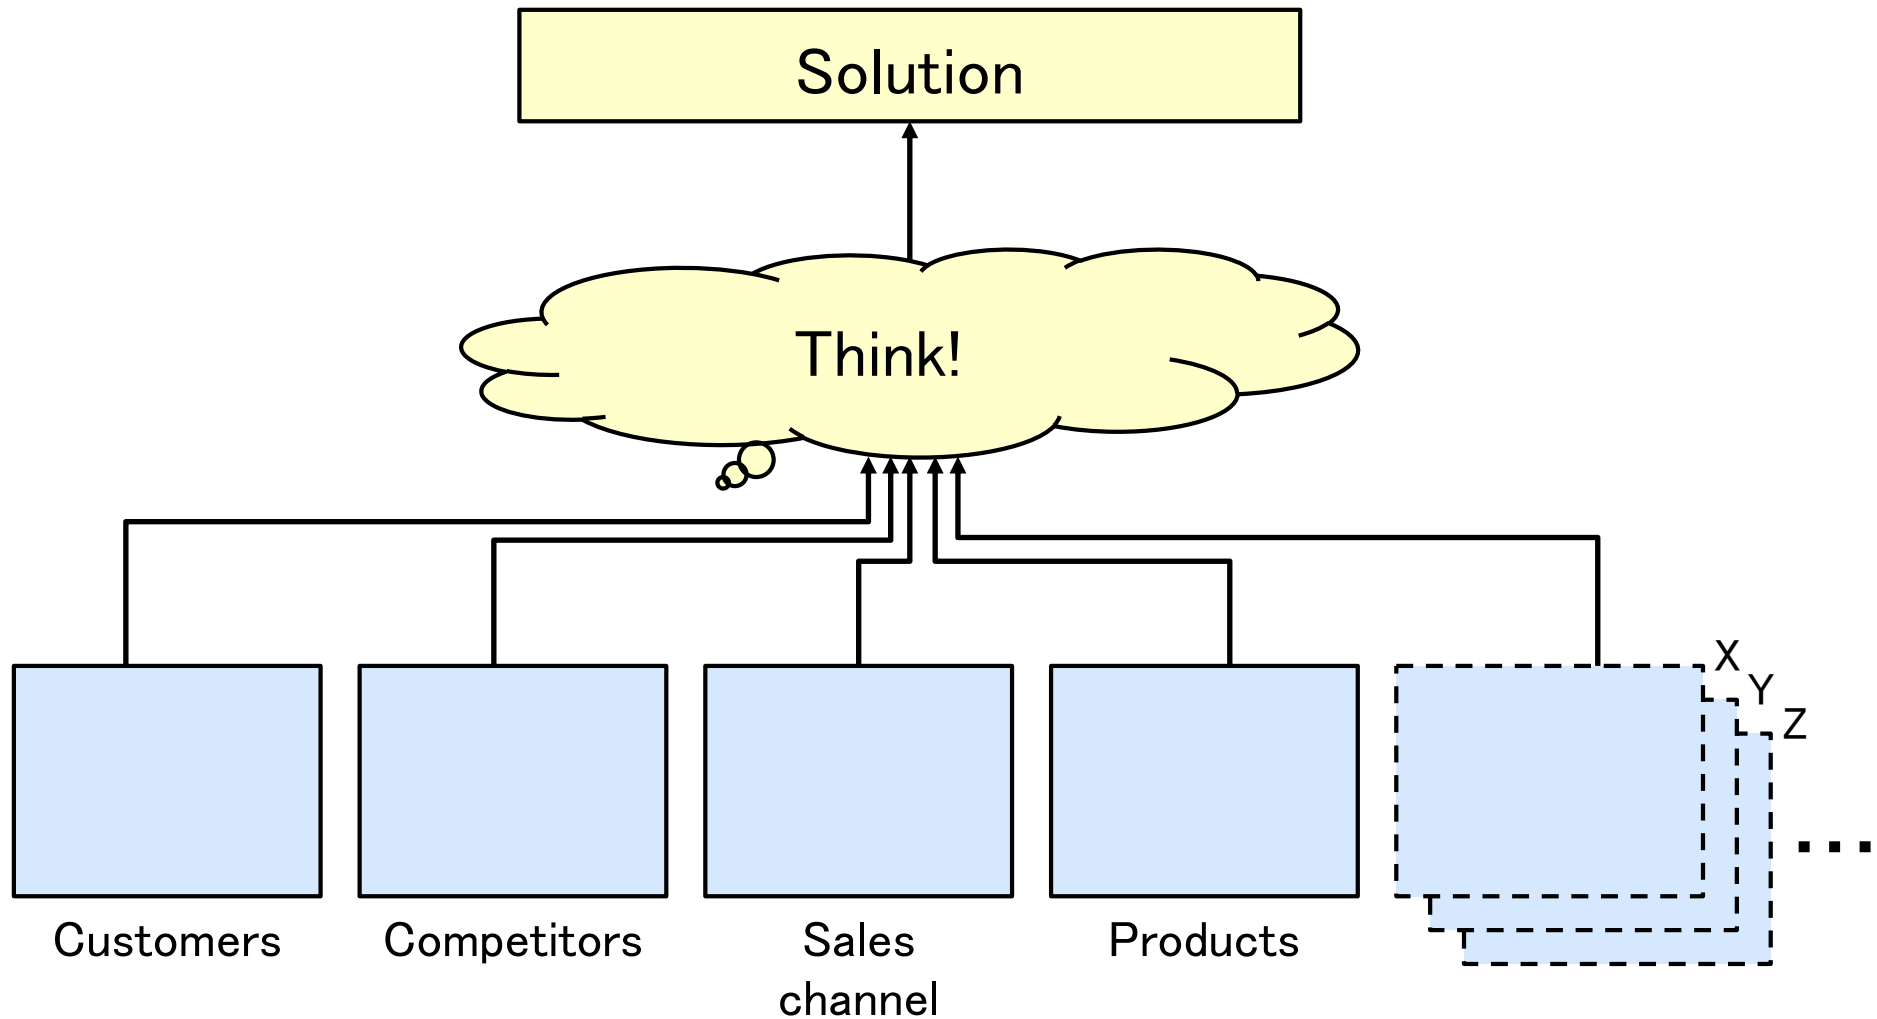 Solution
Think!
X
Y
Z
...
Customers
Competitors
Sales
channel
Products